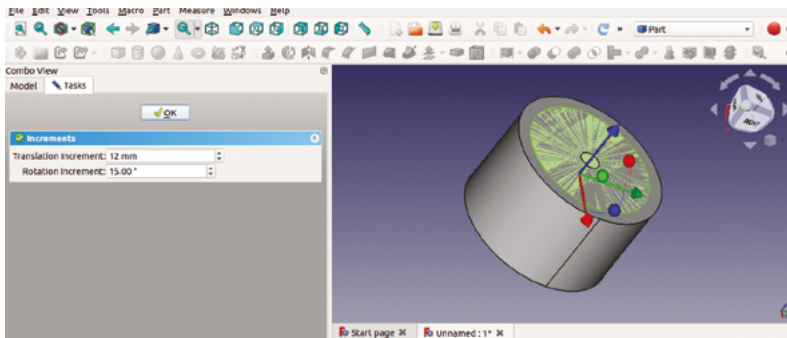 File Edit View Tools Macro Part Measure Windows Help
Part
Combo View
Model Tasks
OK
Increments
Translation Increment: 12 mm
Rotation Increment: 15.00 °
Start page Unnamed : 1*